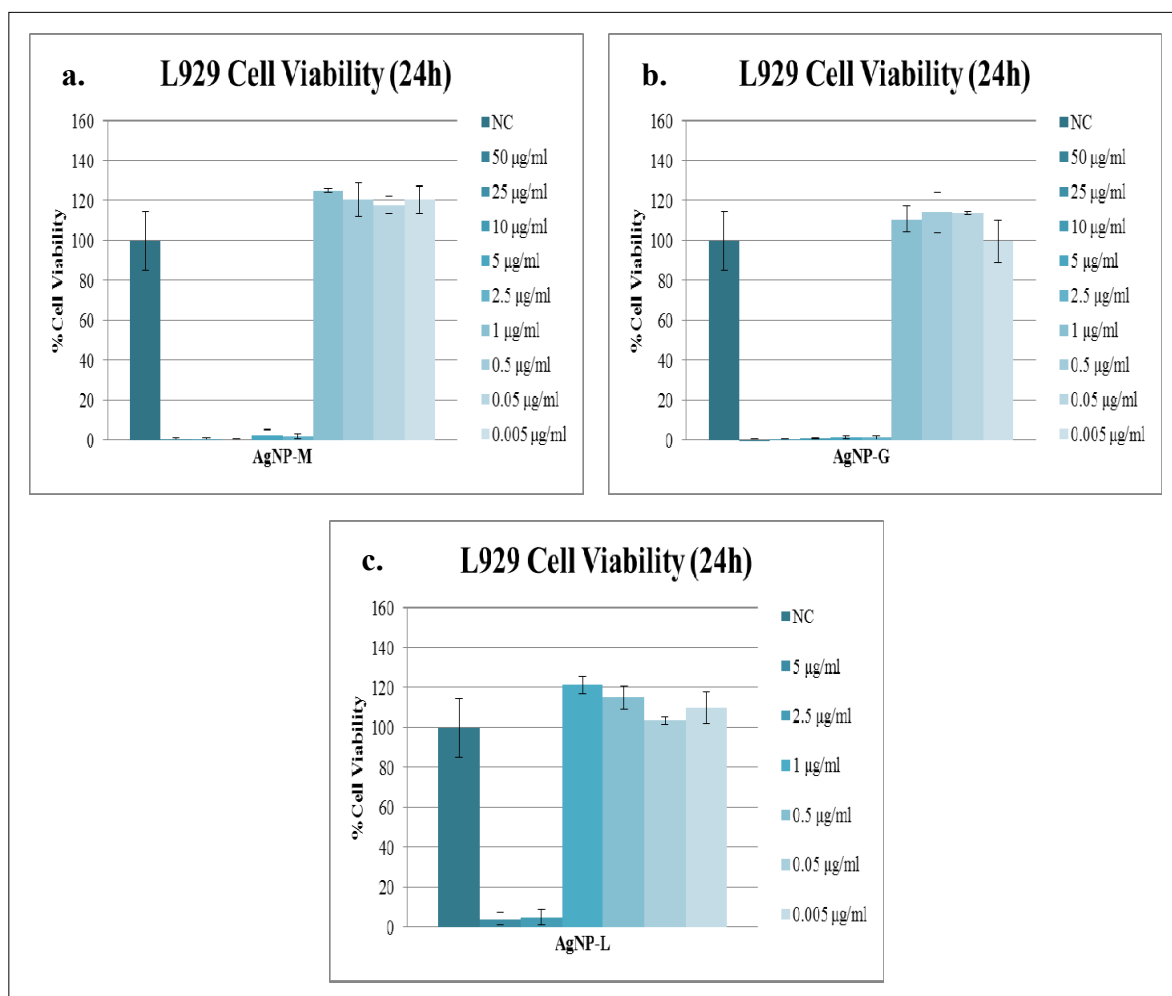 a.
L929 Cell Viability (24h)
%Cell Viability
160
140
120
100
80
60
40
20
0
AgNP-M
NC
50 µg/ml
25 µg/ml
10 µg/ml
5 µg/ml
2.5 µg/ml
1 µg/ml
0.5 µg/ml
0.05 µg/ml
0.005 µg/ml
b.
L929 Cell Viability (24h)
%Cell Viability
160
140
120
100
80
60
40
20
0
AgNP-G
NC
50 µg/ml
25 µg/ml
10 µg/ml
5 µg/ml
2.5 µg/ml
1 µg/ml
0.5 µg/ml
0.05 µg/ml
0.005 µg/ml
c.
L929 Cell Viability (24h)
%Cell Viability
160
140
120
100
80
60
40
20
0
AgNP-L
NC
5 µg/ml
2.5 µg/ml
1 µg/ml
0.5 µg/ml
0.05 µg/ml
0.005 µg/ml